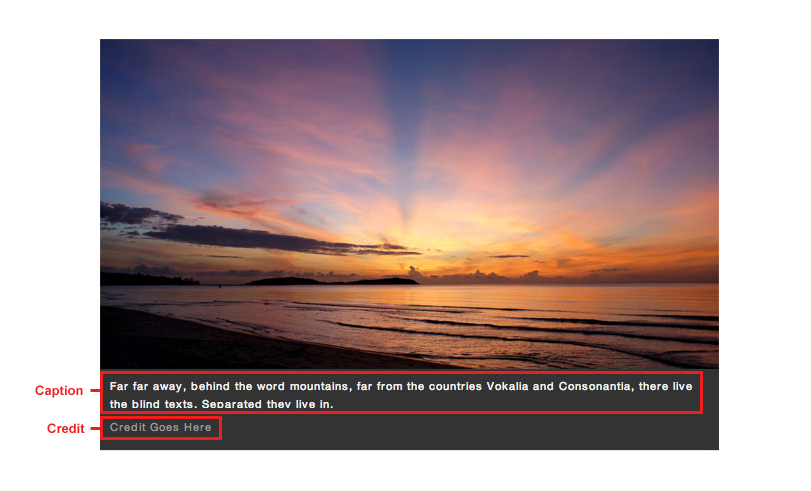 Far far away, behind the word mountains, far from the countries Vokalia and Consonantia, there live
Caption
the blind texts. Separated they live in.
Credit
Credit Goes Here